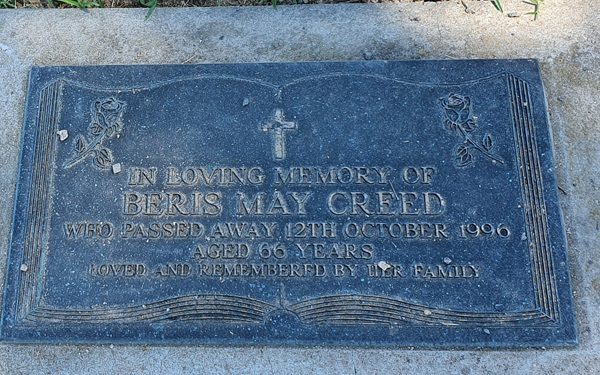 IN LOVING MEMORY OF
BERIS MAY CREED
WHO PASSED AWAY 12TH OCTOBER 1996
AGED 66 YEARS
LOVED AND REMEMBERED BY HER FAMILY